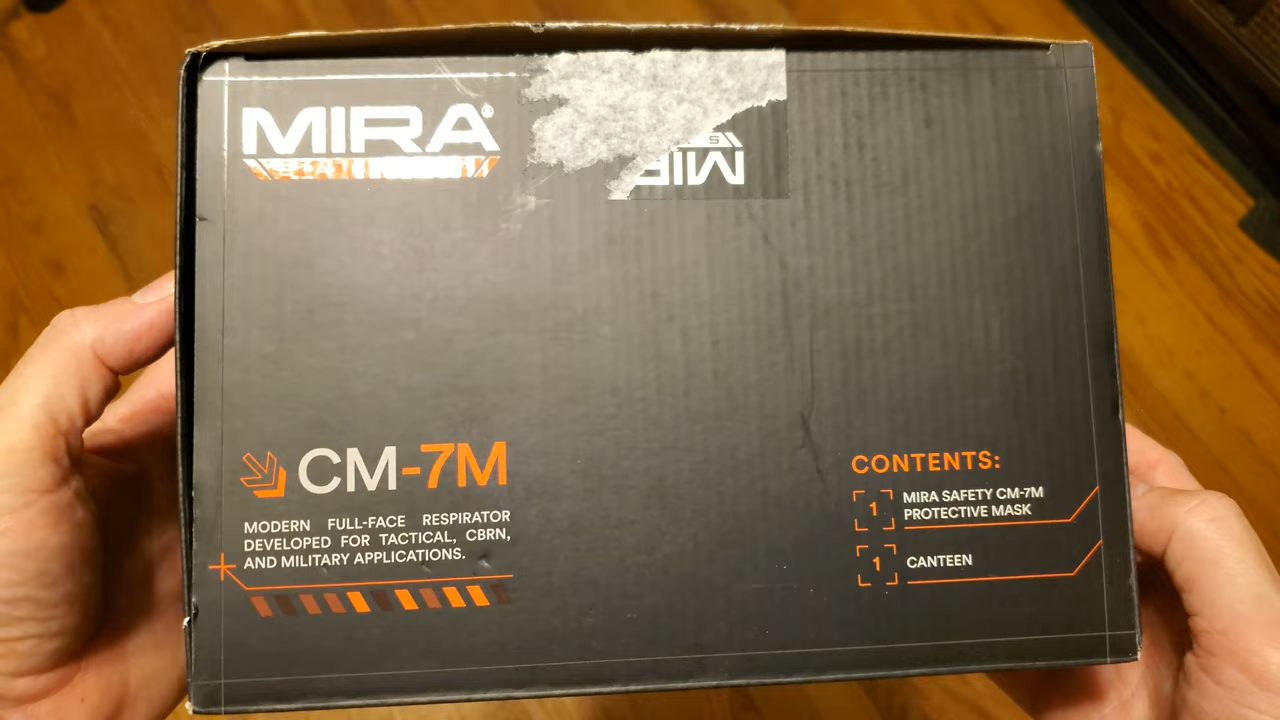 MIRA®
CM-7M
MODERN FULL-FACE RESPIRATOR
DEVELOPED FOR TACTICAL, CBRN,
AND MILITARY APPLICATIONS.
CONTENTS:
1
MIRA SAFETY CM-7M
PROTECTIVE MASK
1
CANTEEN